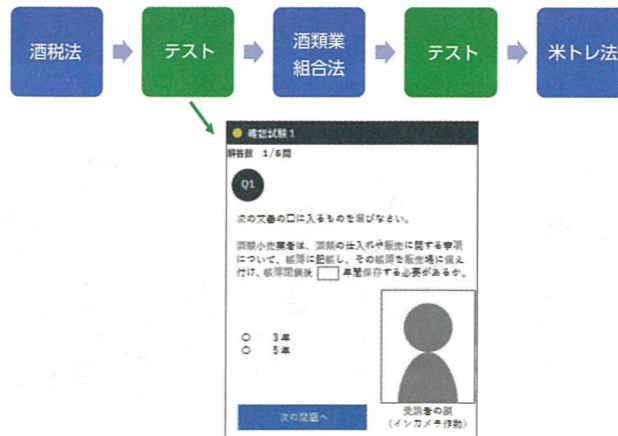 酒税法
テスト
酒類業
組合法
テスト
米トレ法
確認試験1
解答数 1/5問
Q1
次の文書の口に入るものを選びなさい。
酒類小売業者は、酒類の仕入れや販売に関する事項
について、帳簿に記載し、その帳簿を販売場に備え
付け、帳簿閉鎖後 年間保存する必要があるか。
○ 3年
○ 5年
次の問題へ
受講者の顔
(インカメラ作動)